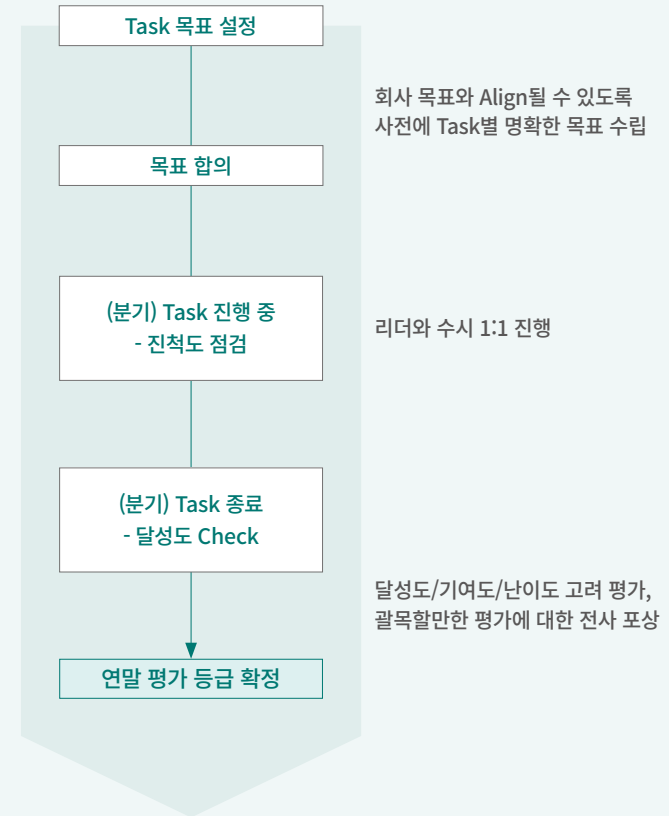 Task 목표 설정
회사 목표와 Align될 수 있도록
사전에 Task별 명확한 목표 수립
목표 합의
(분기) Task 진행 중
- 진척도 점검
리더와 수시 1:1 진행
(분기) Task 종료
- 달성도 Check
달성도/기여도/난이도 고려 평가,
괄목할만한 평가에 대한 전사 포상
연말 평가 등급 확정